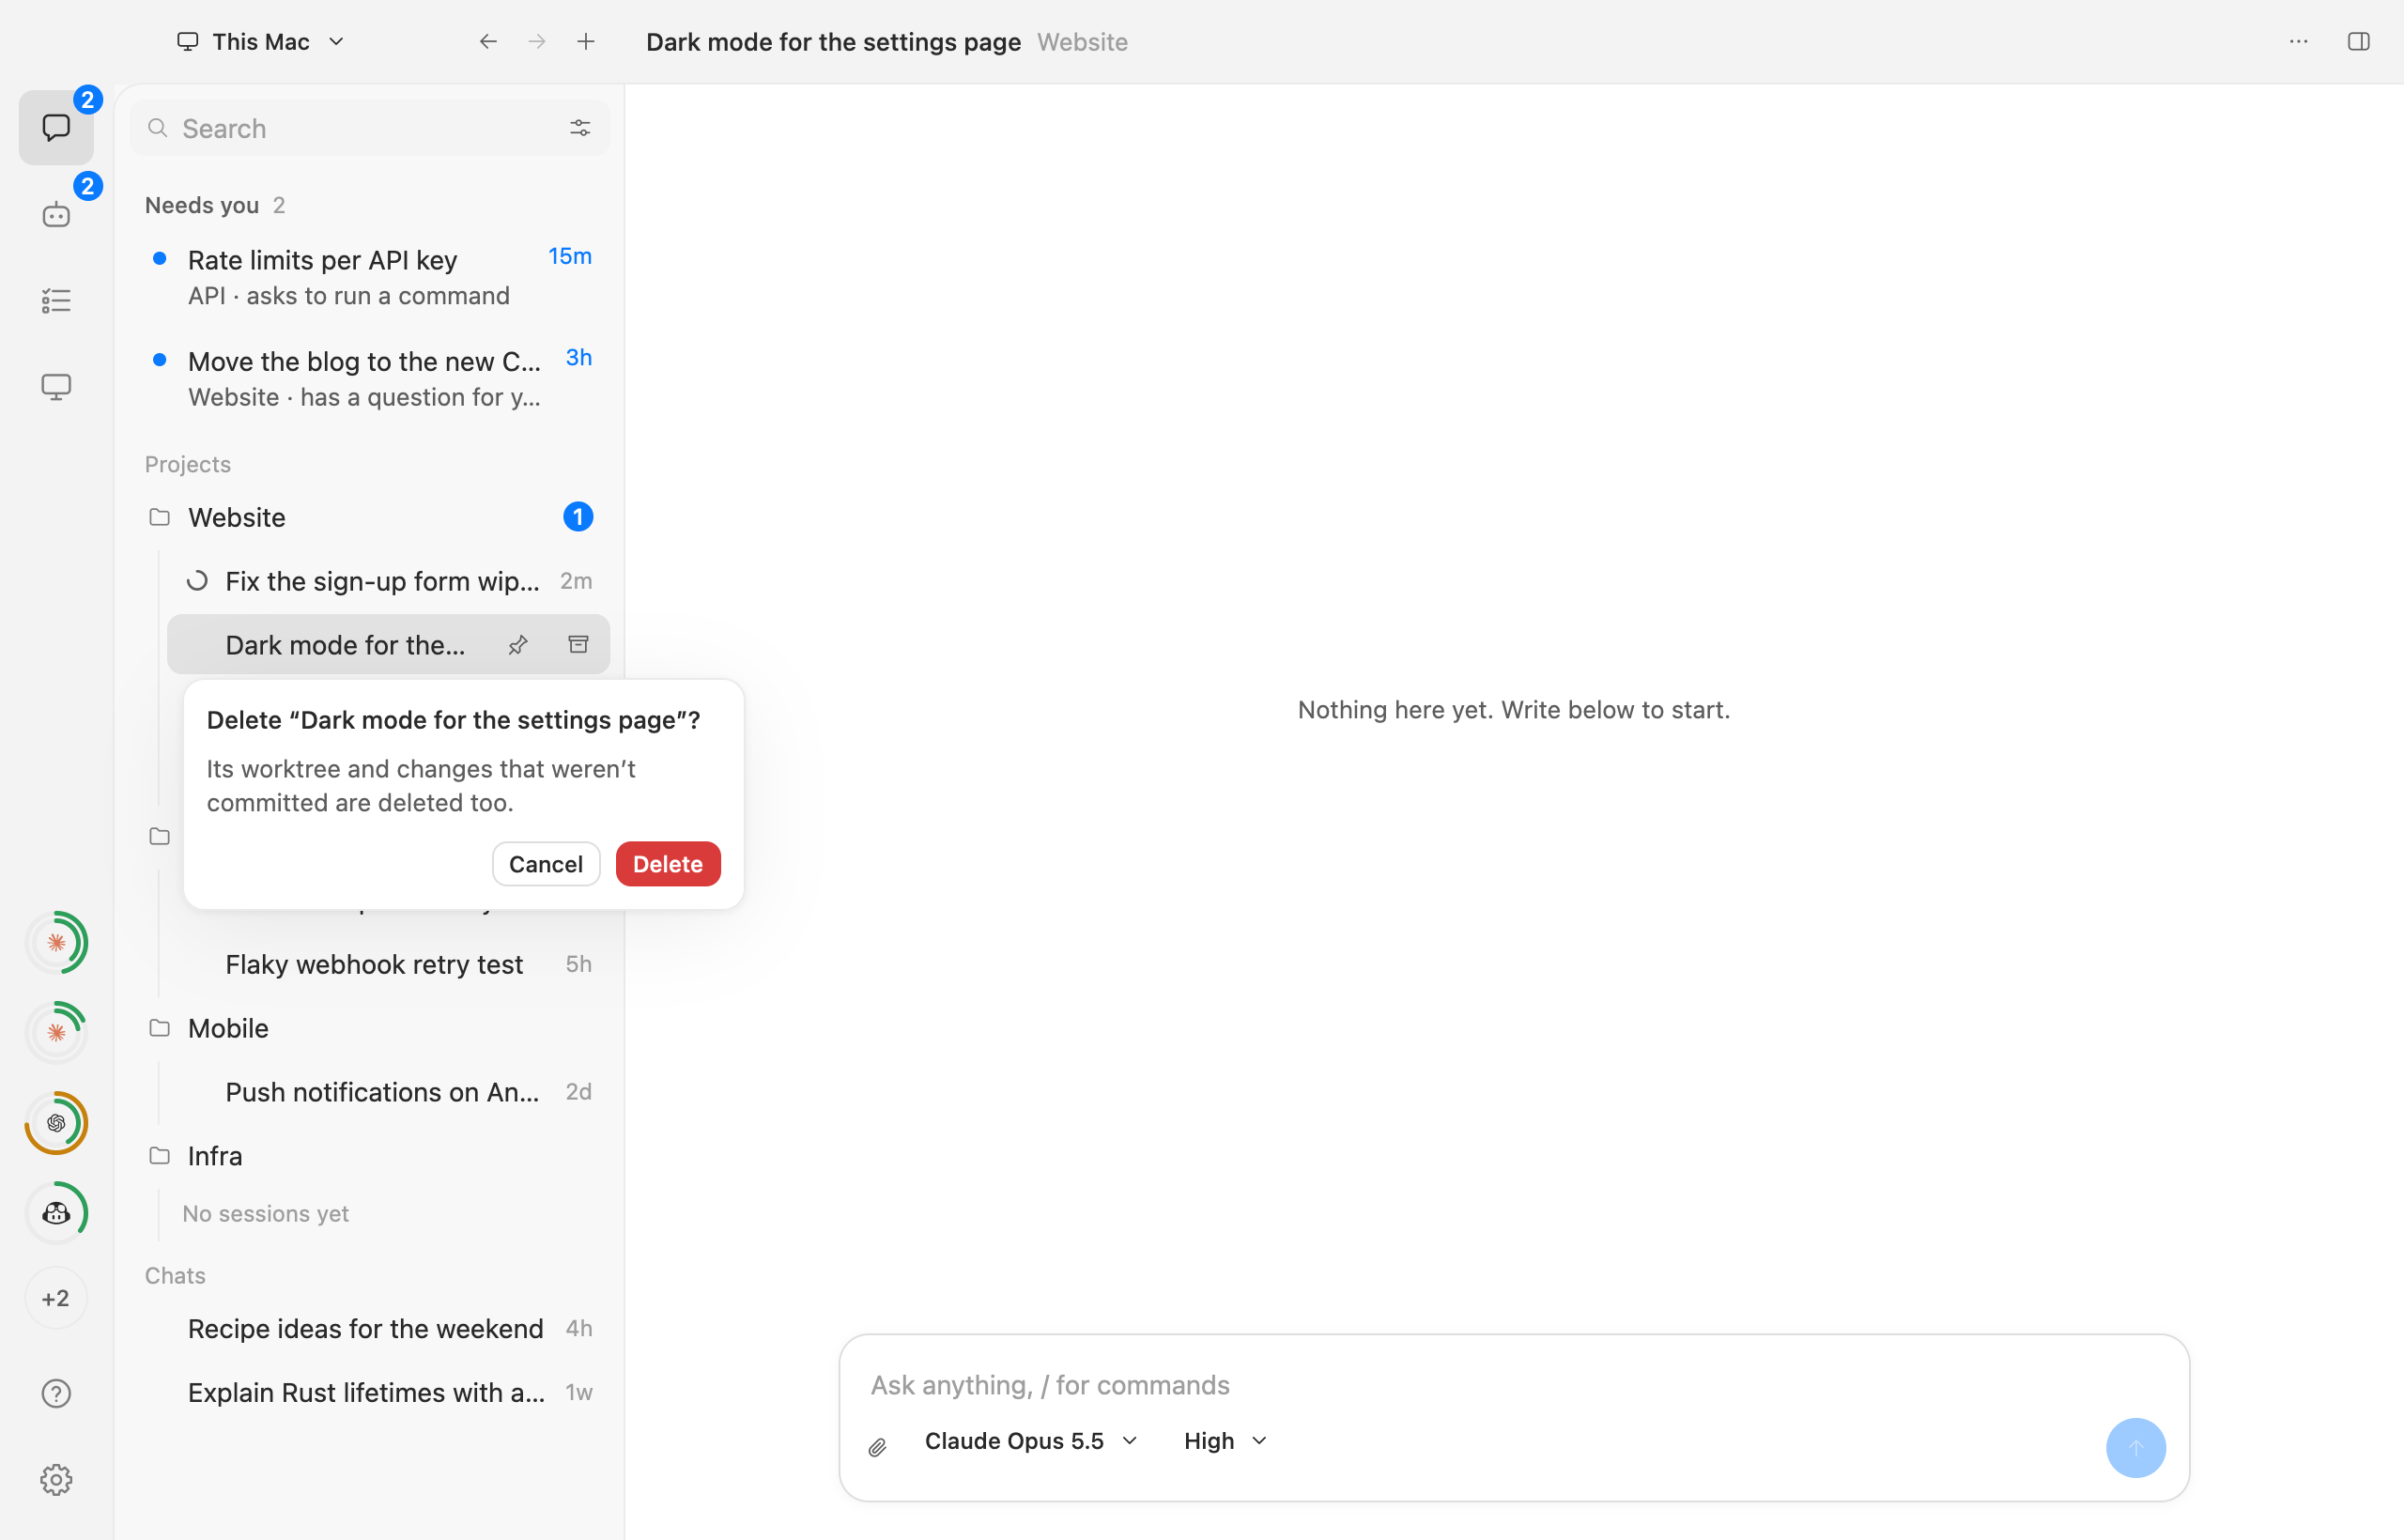 This Mac
Dark mode for the settings page Website
2
Search
2
Needs you 2
Rate limits per API key 15m
API · asks to run a command
Move the blog to the new C... 3h
Website · has a question for y...
Projects
Website 1
Fix the sign-up form wip... 2m
Dark mode for the...
Delete “Dark mode for the settings page”?
Its worktree and changes that weren’t
committed are deleted too.
Cancel Delete
Flaky webhook retry test 5h
Mobile
Push notifications on An... 2d
Infra
No sessions yet
Chats
+2
Recipe ideas for the weekend 4h
Explain Rust lifetimes with a... 1w
Nothing here yet. Write below to start.
Ask anything, / for commands
Claude Opus 5.5 High